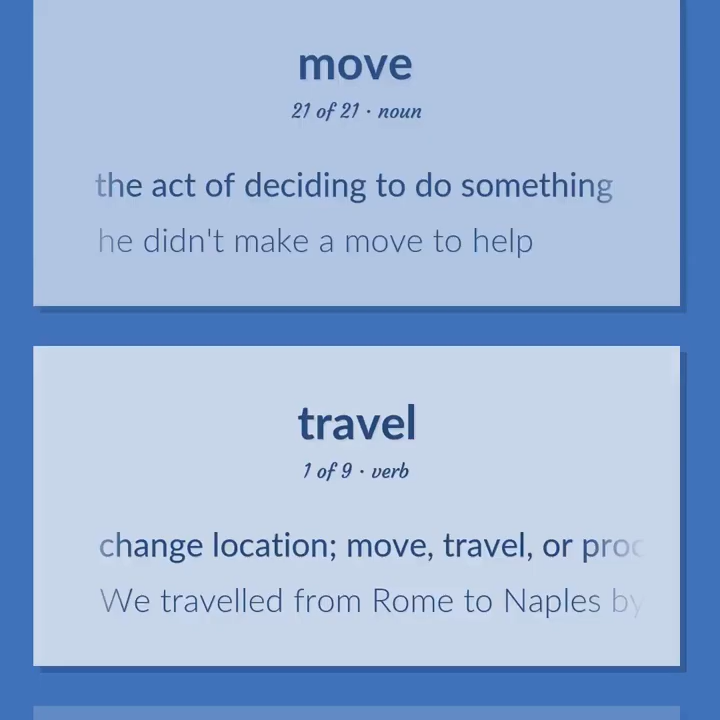 move
21 of 21 · noun
the act of deciding to do something
he didn't make a move to help
travel
1 of 9 · verb
change location; move, travel, or
We travelled from Rome to Naples by